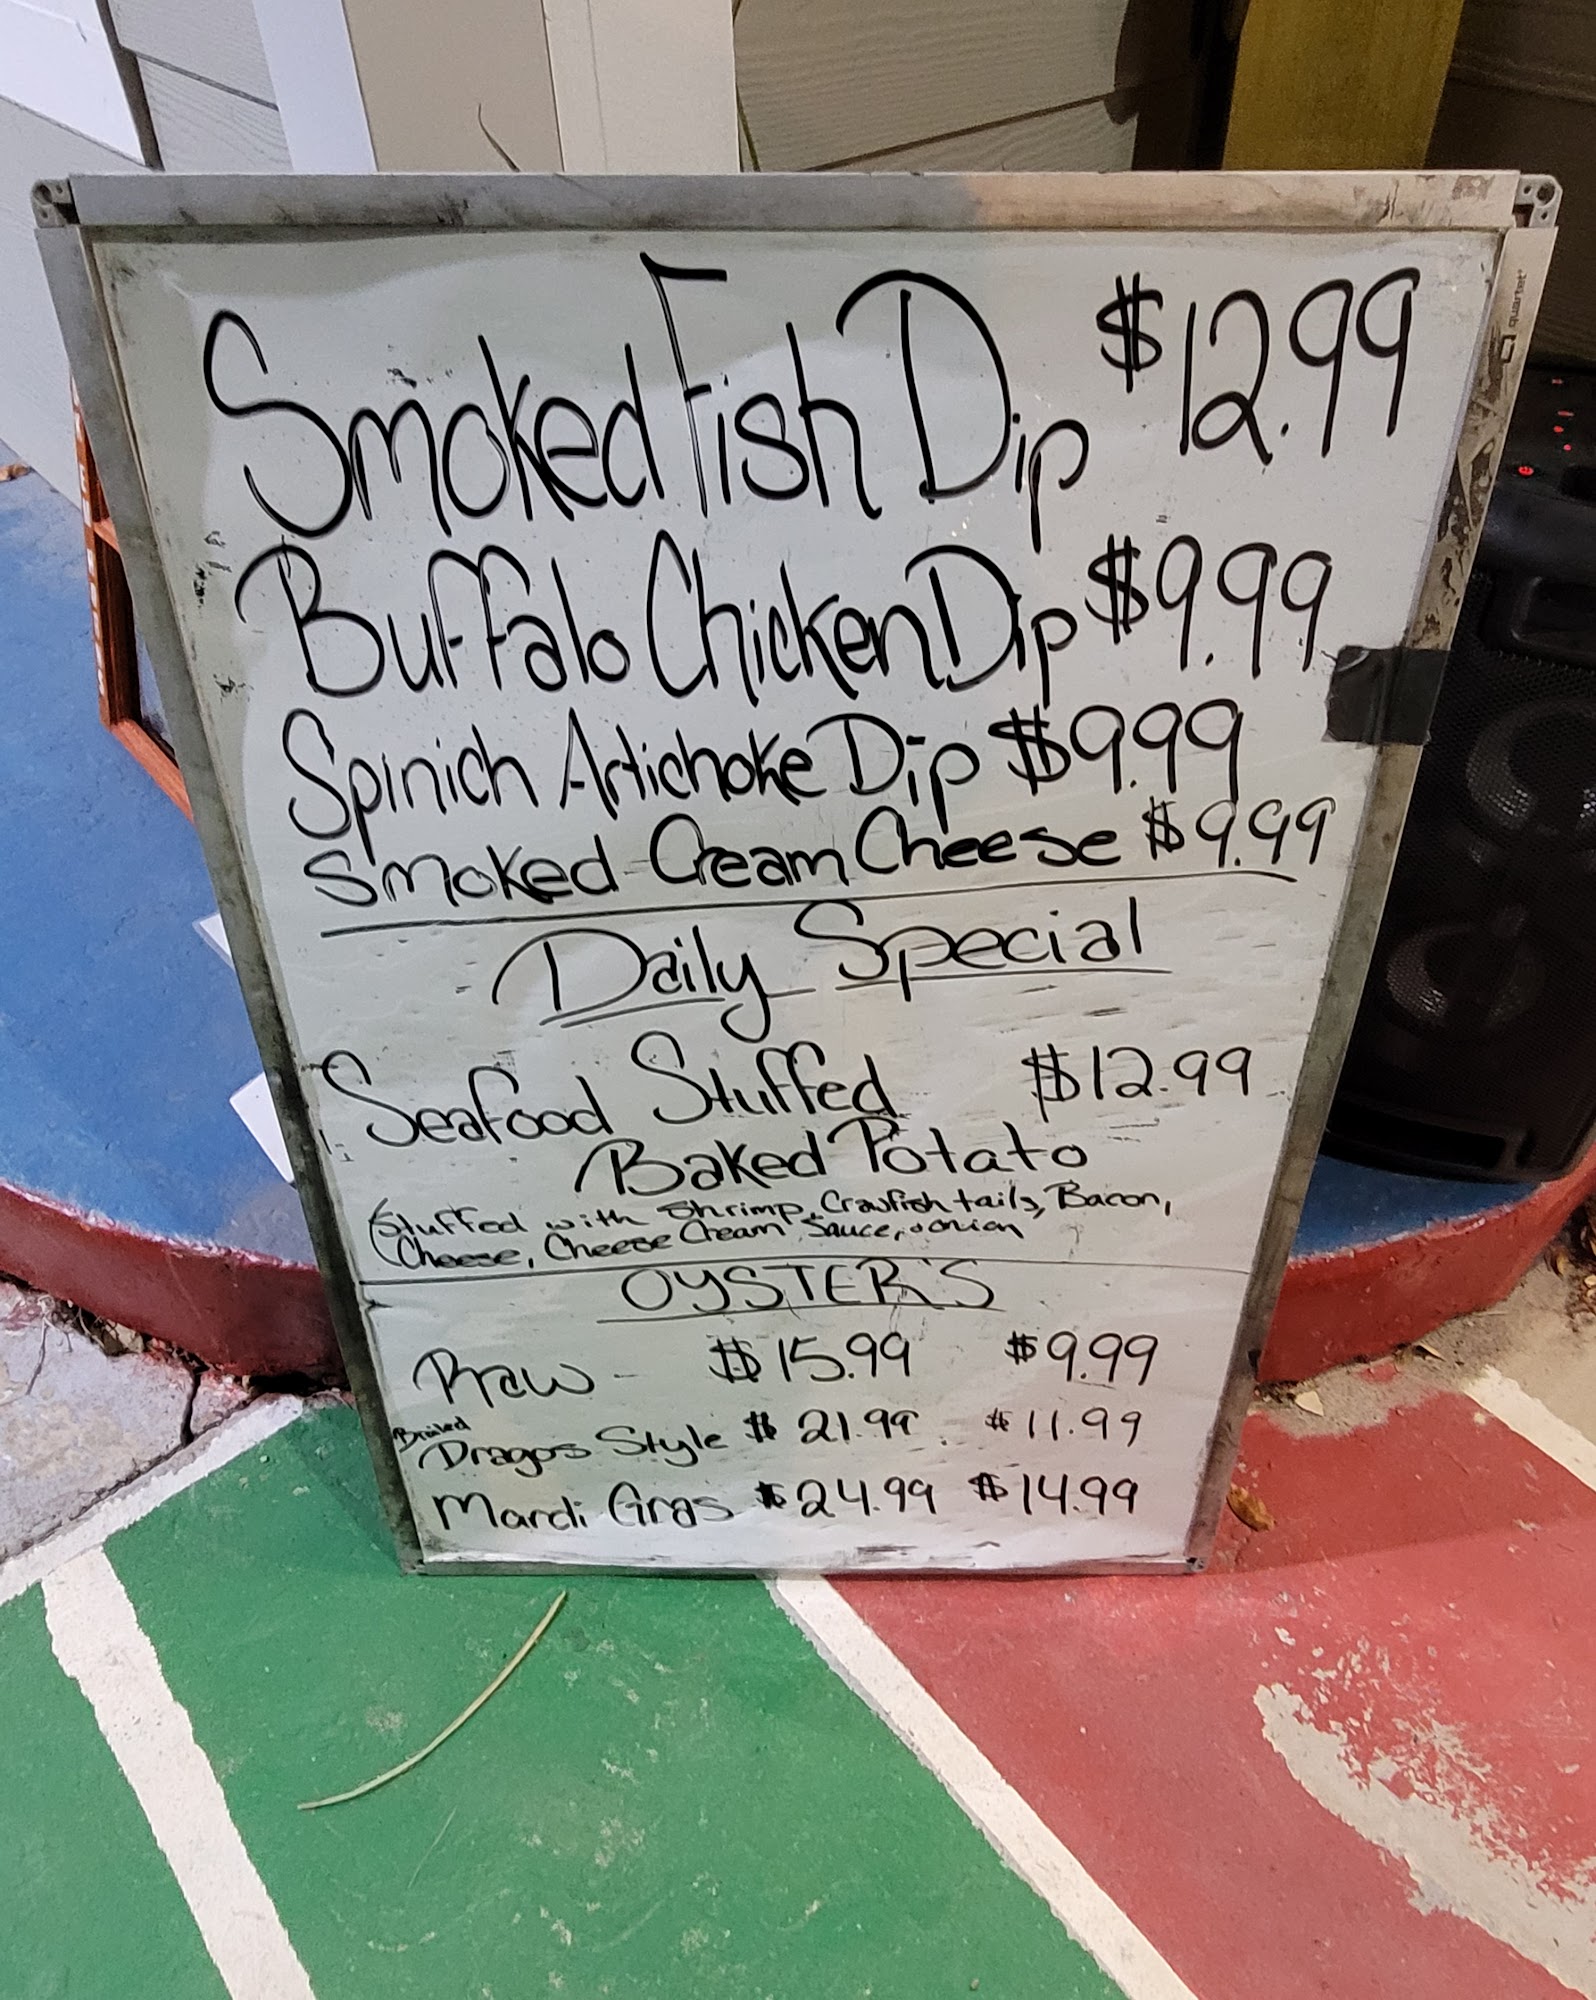 Smoked Fish Dip $12.99
Buffalo Chicken Dip $9.99
Spinich Artichoke Dip $9.99
Smoked Cream Cheese $9.99
Daily Special
Seafood Stuffed $12.99
Baked Potato
(Stuffed with Shrimp, Crawfish tails, Bacon,
Cheese, Cheese Cream Sauce, onion
OYSTER'S
Raw - $15.99 $9.99
Broiled
Dragos Style $21.99 $11.99
Mardi Gras $24.99 $14.99
quartet